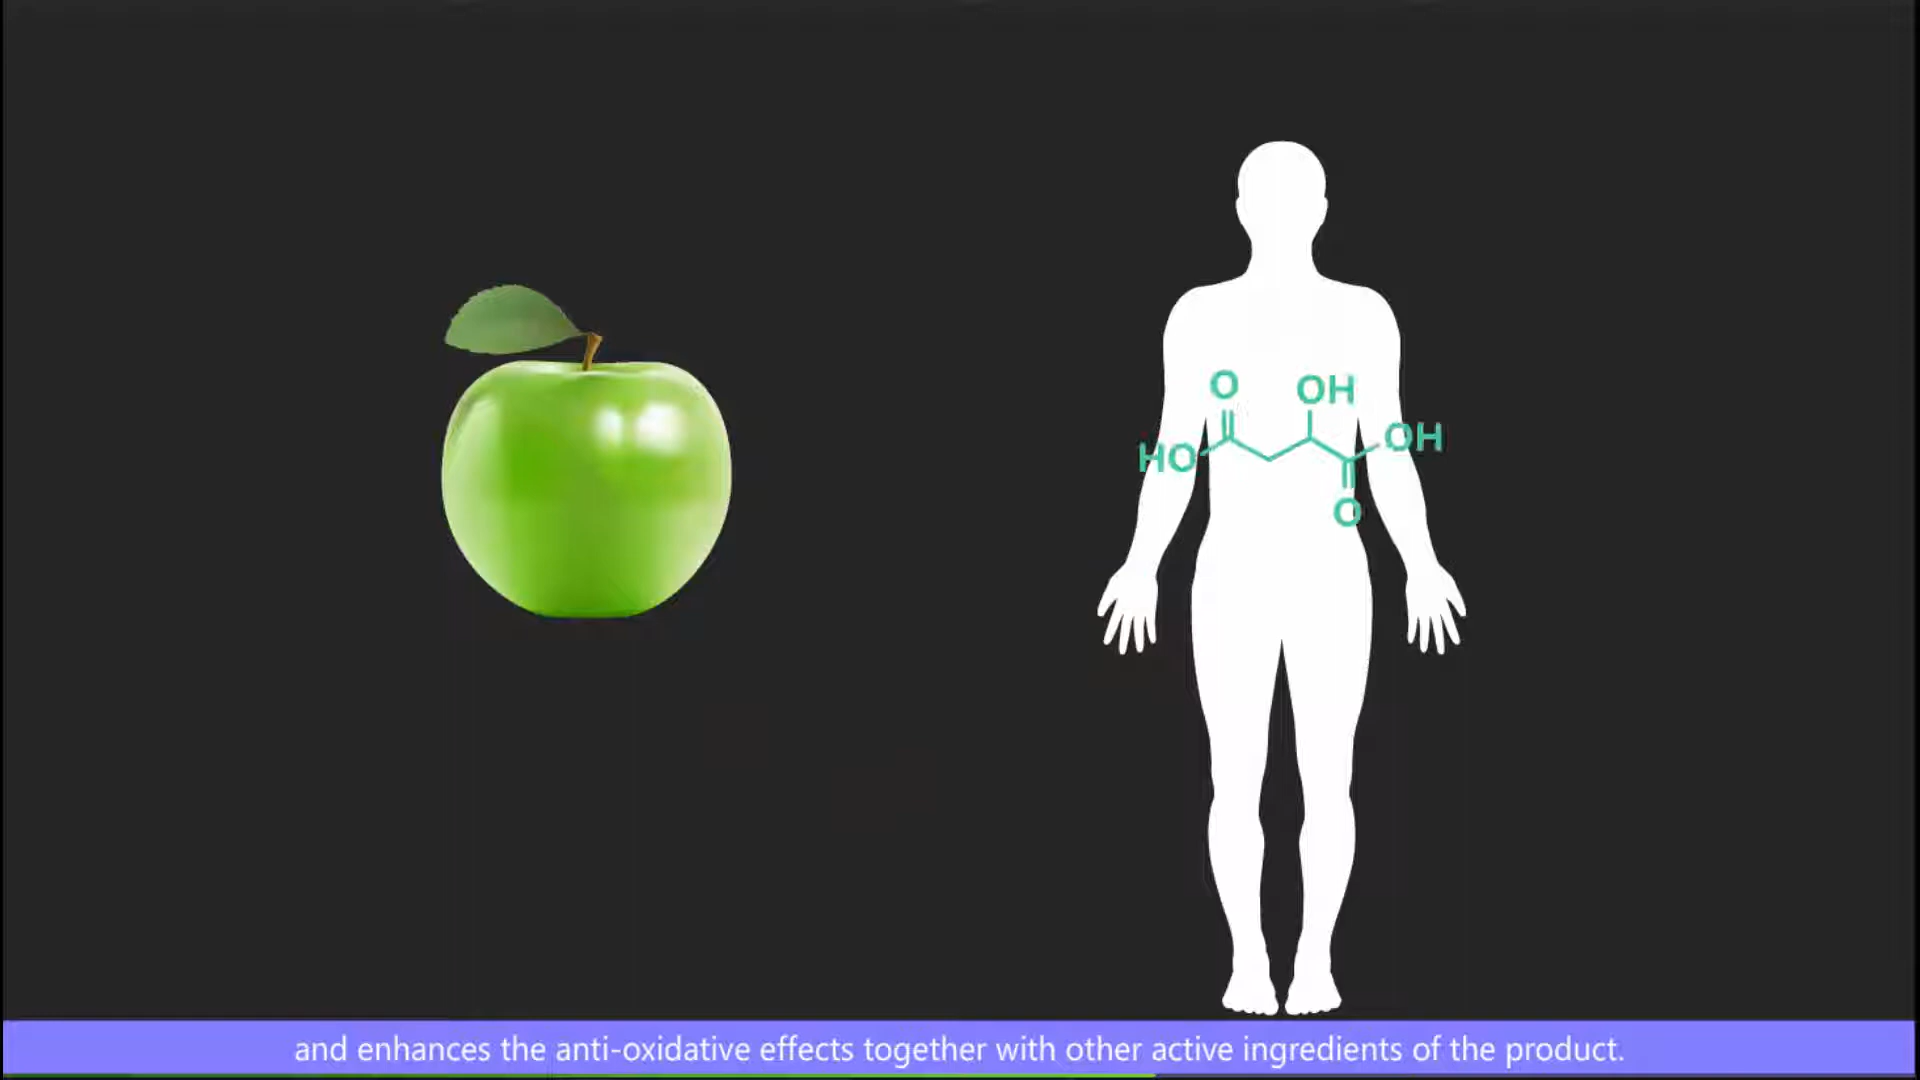 O
OH
HO
OH
O
and enhances the anti-oxidative effects together with other active ingredients of the product.